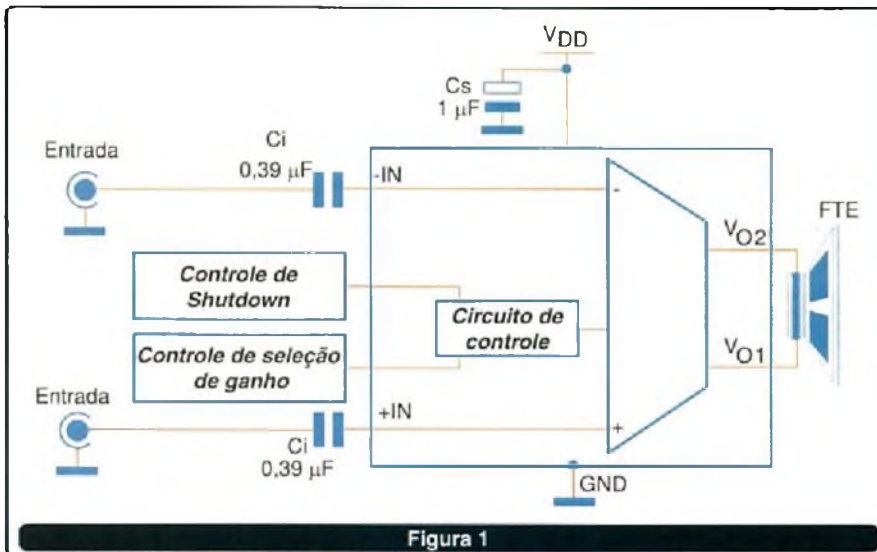 VDD
Cs
1 µF
Ci
0,39 µF
Entrada
-IN
-
FTE
VO2
Controle de
Shutdown
Circuito de
controle
Controle de seleção
de ganho
VO1
Entrada
+IN
+
Ci
0,39 µF
GND
Figura 1